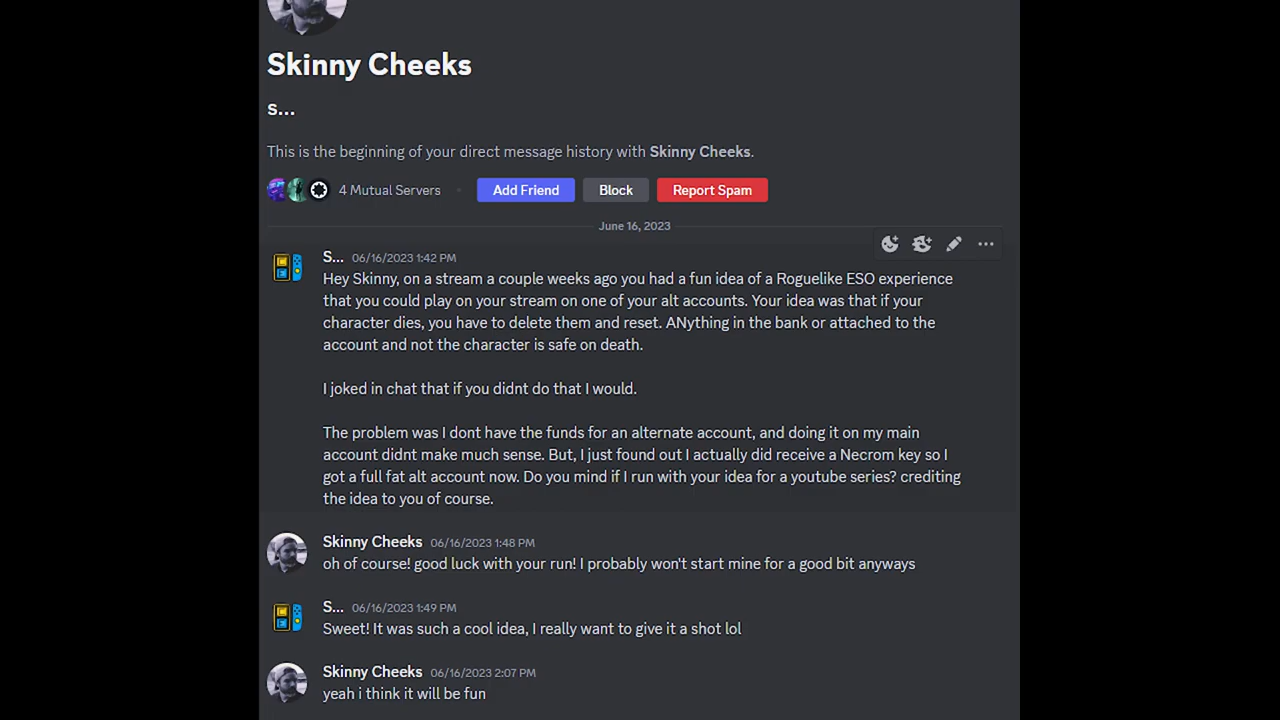 Skinny Cheeks
s...
This is the beginning of your direct message history with Skinny Cheeks.
4 Mutual Servers
Add Friend
Block
Report Spam
June 16, 2023
S... 06/16/2023 1:42 PM
Hey Skinny, on a stream a couple weeks ago you had a fun idea of a Roguelike ESO experience
that you could play on your stream on one of your alt accounts. Your idea was that if your
character dies, you have to delete them and reset. ANything in the bank or attached to the
account and not the character is safe on death.
I joked in chat that if you didnt do that I would.
The problem was I dont have the funds for an alternate account, and doing it on my main
account didnt make much sense. But, I just found out I actually did receive a Necrom key so I
got a full fat alt account now. Do you mind if I run with your idea for a youtube series? crediting
the idea to you of course.
Skinny Cheeks 06/16/2023 1:48 PM
oh of course! good luck with your run! I probably won't start mine for a good bit anyways
S... 06/16/2023 1:49 PM
Sweet! It was such a cool idea, I really want to give it a shot lol
Skinny Cheeks 06/16/2023 2:07 PM
yeah i think it will be fun